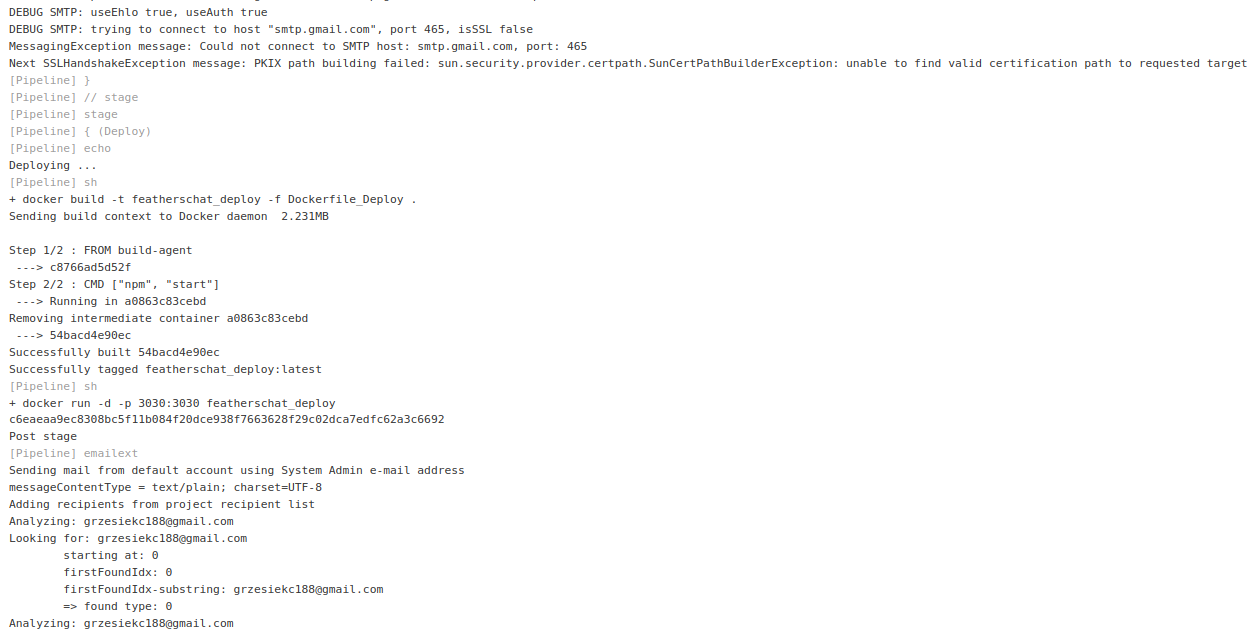 DEBUG SMTP: useEhlo true, useAuth true
DEBUG SMTP: trying to connect to host "smtp.gmail.com", port 465, isSSL false
MessagingException message: Could not connect to SMTP host: smtp.gmail.com, port: 465
Next SSLHandshakeException message: PKIX path building failed: sun.security.provider.certpath.SunCertPathBuilderException: unable to find valid certification path to requested target
[Pipeline] }
[Pipeline] // stage
[Pipeline] stage
[Pipeline] { (Deploy)
[Pipeline] echo
Deploying ...
[Pipeline] sh
+ docker build -t featherschat_deploy -f Dockerfile_Deploy .
Sending build context to Docker daemon  2.231MB
Step 1/2 : FROM build-agent
 ---> c8766ad5d52f
Step 2/2 : CMD ["npm", "start"]
 ---> Running in a0863c83cebd
Removing intermediate container a0863c83cebd
 ---> 54bacd4e90ec
Successfully built 54bacd4e90ec
Successfully tagged featherschat_deploy:latest
[Pipeline] sh
+ docker run -d -p 3030:3030 featherschat_deploy
c6eaeaa9ec8308bc5f11b084f20dce938f7663628f29c02dca7edfc62a3c6692
Post stage
[Pipeline] emailext
Sending mail from default account using System Admin e-mail address
messageContentType = text/plain; charset=UTF-8
Adding recipients from project recipient list
Analyzing: grzesiekc188@gmail.com
Looking for: grzesiekc188@gmail.com
	starting at: 0
	firstFoundIdx: 0
	firstFoundIdx-substring: grzesiekc188@gmail.com
	=> found type: 0
Analyzing: grzesiekc188@gmail.com